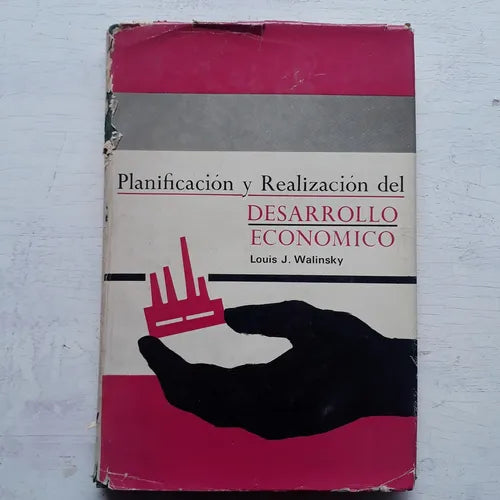 Planificación y Realización del
DESARROLLO
ECONOMICO
Louis J. Walinsky